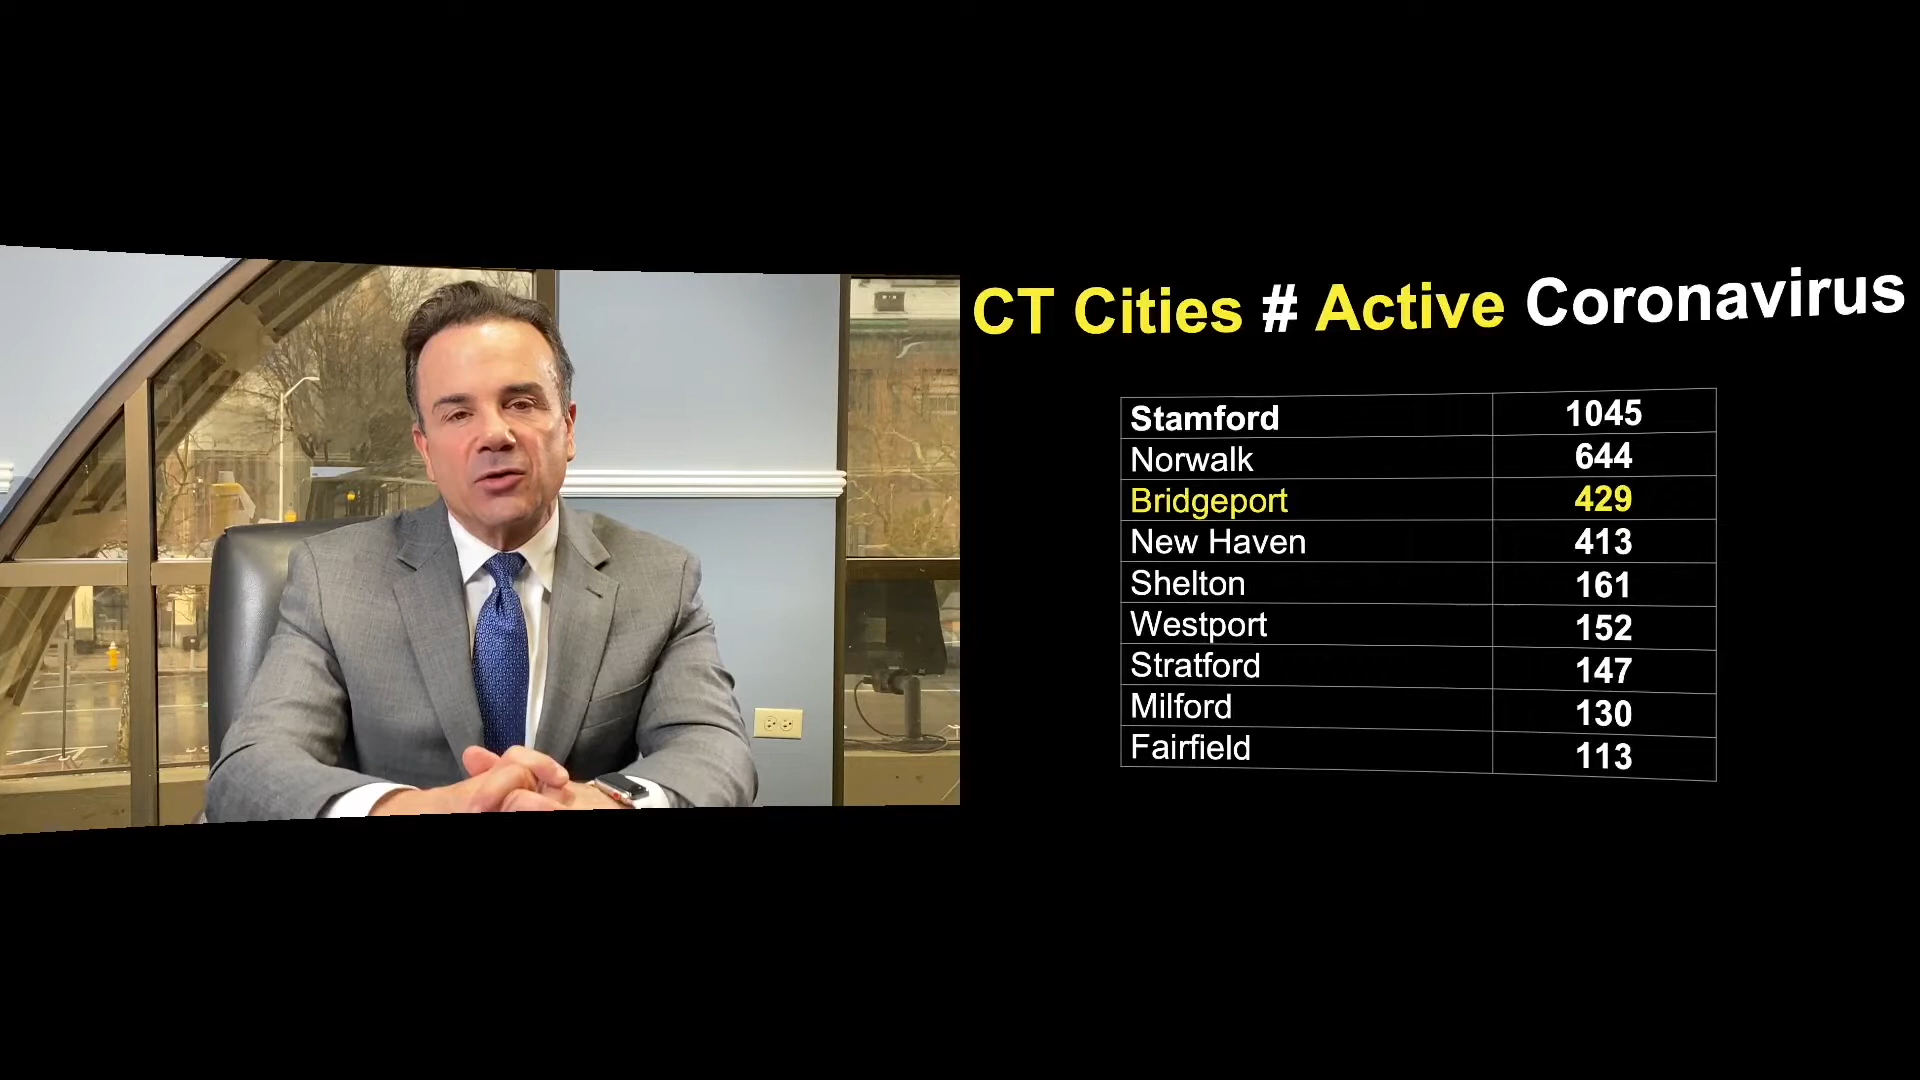 CT Cities # Active Coronavirus
Stamford 1045
Norwalk 644
Bridgeport 429
New Haven 413
Shelton 161
Westport 152
Stratford 147
Milford 130
Fairfield 113